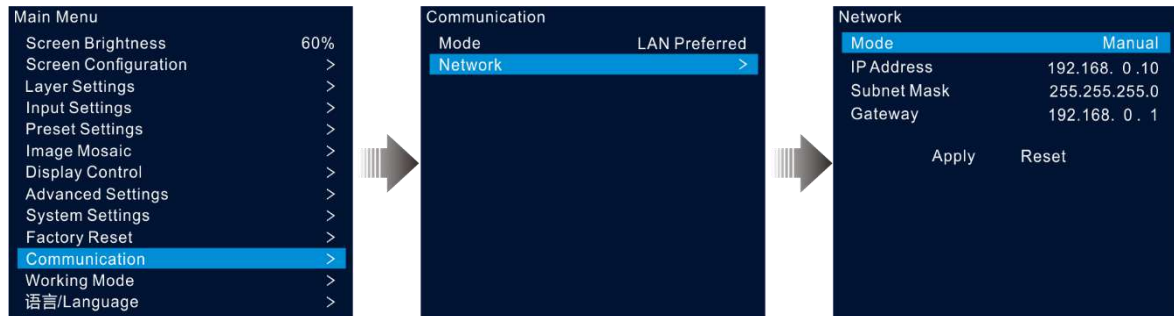 Main Menu
Screen Brightness 60%
Screen Configuration >
Layer Settings >
Input Settings >
Preset Settings >
Image Mosaic >
Display Control >
Advanced Settings >
System Settings >
Factory Reset >
Communication >
Working Mode >
语言/Language >
Communication
Mode LAN Preferred
Network >
Network
Mode Manual
IP Address 192.168. 0 .10
Subnet Mask 255.255.255.0
Gateway 192.168. 0 . 1
Apply Reset